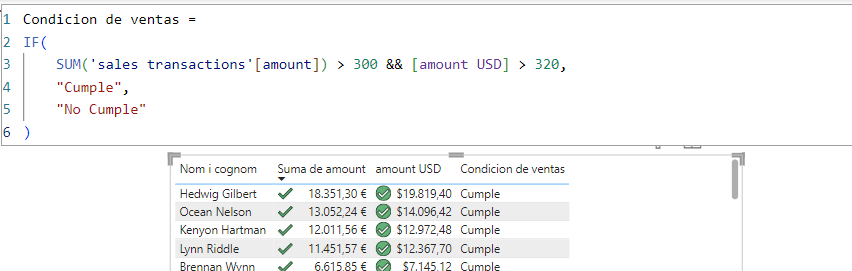 1 Condicion de ventas =
2 IF(
3 SUM('sales transactions'[amount]) > 300 && [amount USD] > 320,
4 "Cumple",
5 "No Cumple"
6 )
Nom i cognom Suma de amount amount USD Condicion de ventas
Hedwig Gilbert 18.351,30 € $19.819,40 Cumple
Ocean Nelson 13.052,24 € $14.096,42 Cumple
Kenyon Hartman 12.011,56 € $12.972,48 Cumple
Lynn Riddle 11.451,57 € $12.367,70 Cumple
Brennan Wynn 6.615,85 € $7.145,12 Cumple